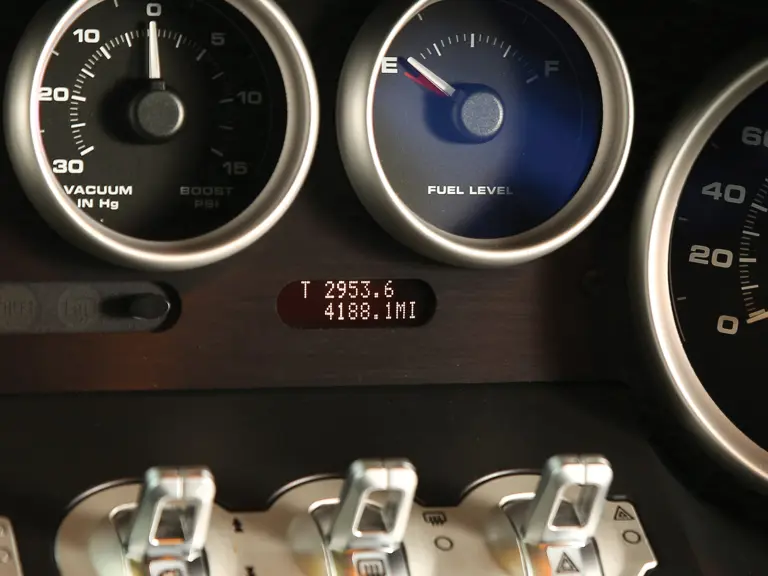 0
10 5
20 10
30 15
VACUUM BOOST
IN Hg PSI
E F
FUEL LEVEL
60
40
20
0
T 2953.6
4188.1MI